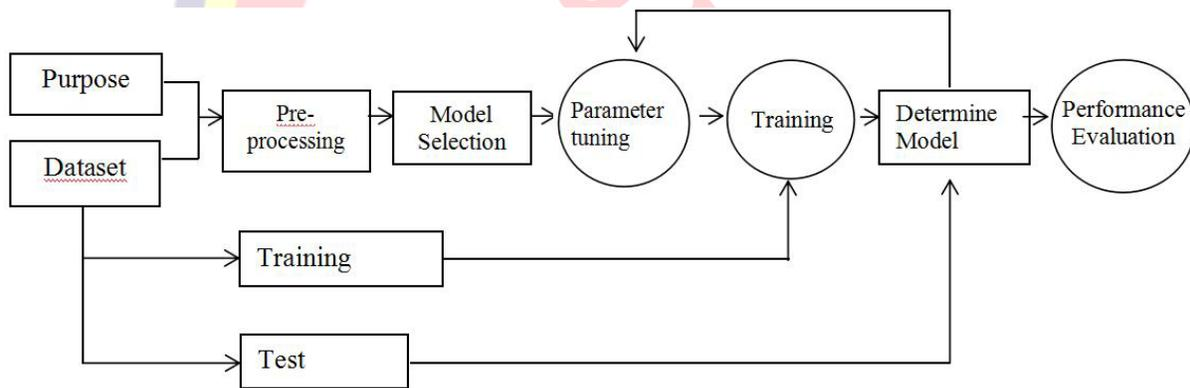 Purpose
Dataset
Pre-
processing
Model
Selection
Parameter
tuning
Training
Determine
Model
Performance
Evaluation
Training
Test